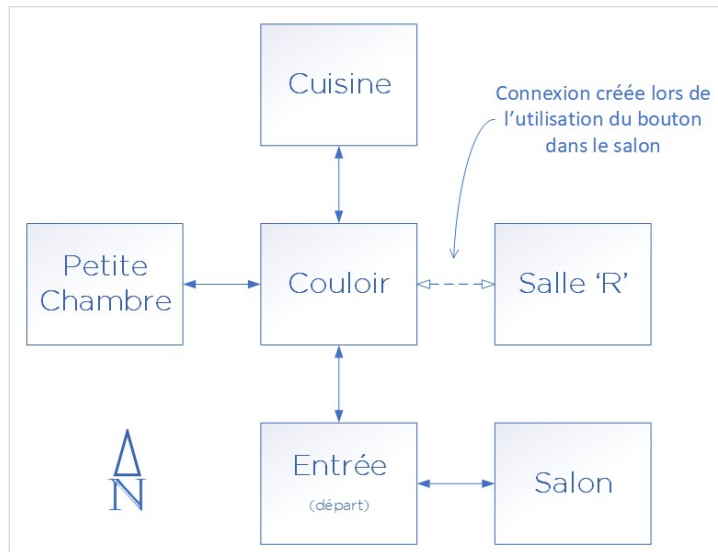 Cuisine
Connexion créée lors de
l'utilisation du bouton
dans le salon
Petite
Chambre
Couloir
Salle ‘R’
Entrée
(départ)
Salon
N